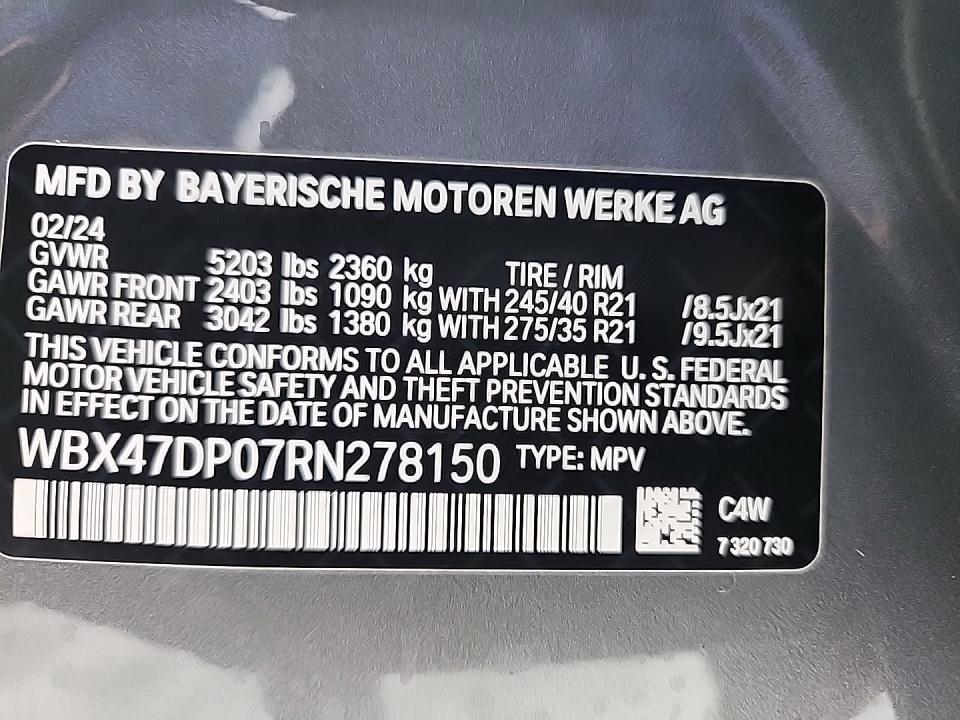 MFD BY BAYERISCHE MOTOREN WERKE AG
02/24
GVWR 5203 lbs 2360 kg TIRE / RIM
GAWR FRONT 2403 lbs 1090 kg WITH 245/40 R21 /8.5Jx21
GAWR REAR 3042 lbs 1380 kg WITH 275/35 R21 /9.5Jx21
THIS VEHICLE CONFORMS TO ALL APPLICABLE U. S. FEDERAL
MOTOR VEHICLE SAFETY AND THEFT PREVENTION STANDARDS
IN EFFECT ON THE DATE OF MANUFACTURE SHOWN ABOVE.
WBX47DP07RN278150 TYPE: MPV
C4W
7 320 730